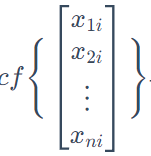 cf { [ x_{1i}
x_{2i}
⋮
x_{ni} ] }